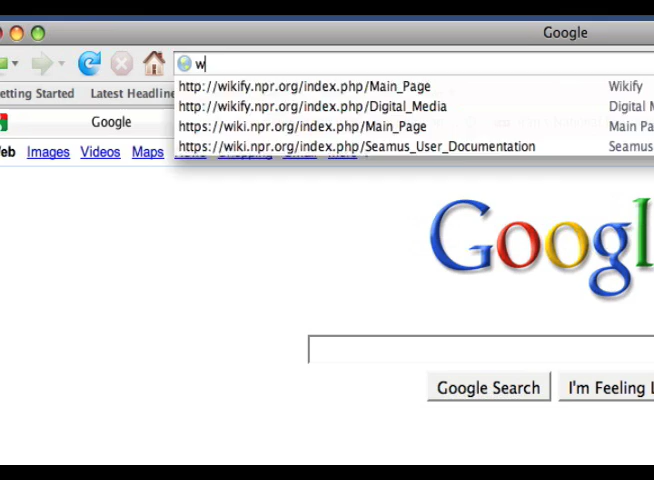 Google
w
http://wikify.npr.org/index.php/Main_Page Wikify
Getting Started Latest Headline
http://wikify.npr.org/index.php/Digital_Media Digital M
Google
https://wiki.npr.org/index.php/Main_Page Main Pa
https://wiki.npr.org/index.php/Seamus_User_Documentation Seamus
eb Images Videos Maps
Googl
Google Search I'm Feeling L